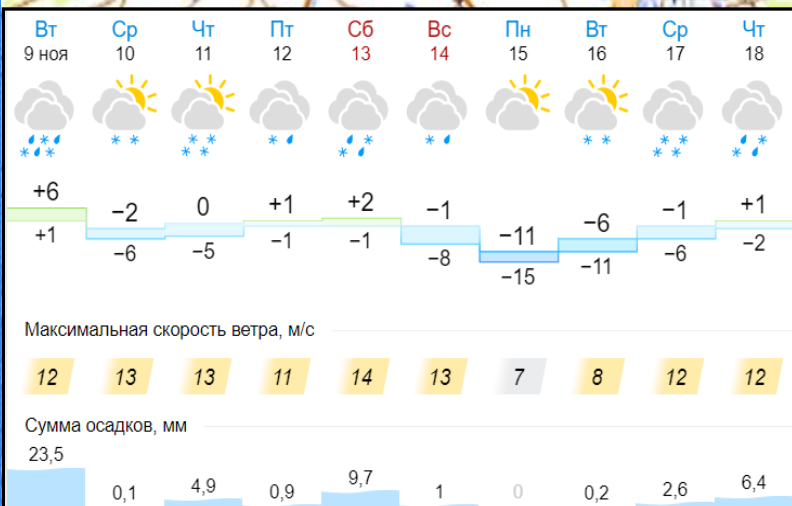 Вт Ср Чт Пт Сб Вс Пн Вт Ср Чт
9 ноя 10 11 12 13 14 15 16 17 18
+6 −2 0 +1 +2 −1 −11 −6 −1 +1
+1 −6 −5 −1 −1 −8 −15 −11 −6 −2
Максимальная скорость ветра, м/с
12 13 13 11 14 13 7 8 12 12
Сумма осадков, мм
23,5 0,1 4,9 0,9 9,7 1 0 0,2 2,6 6,4